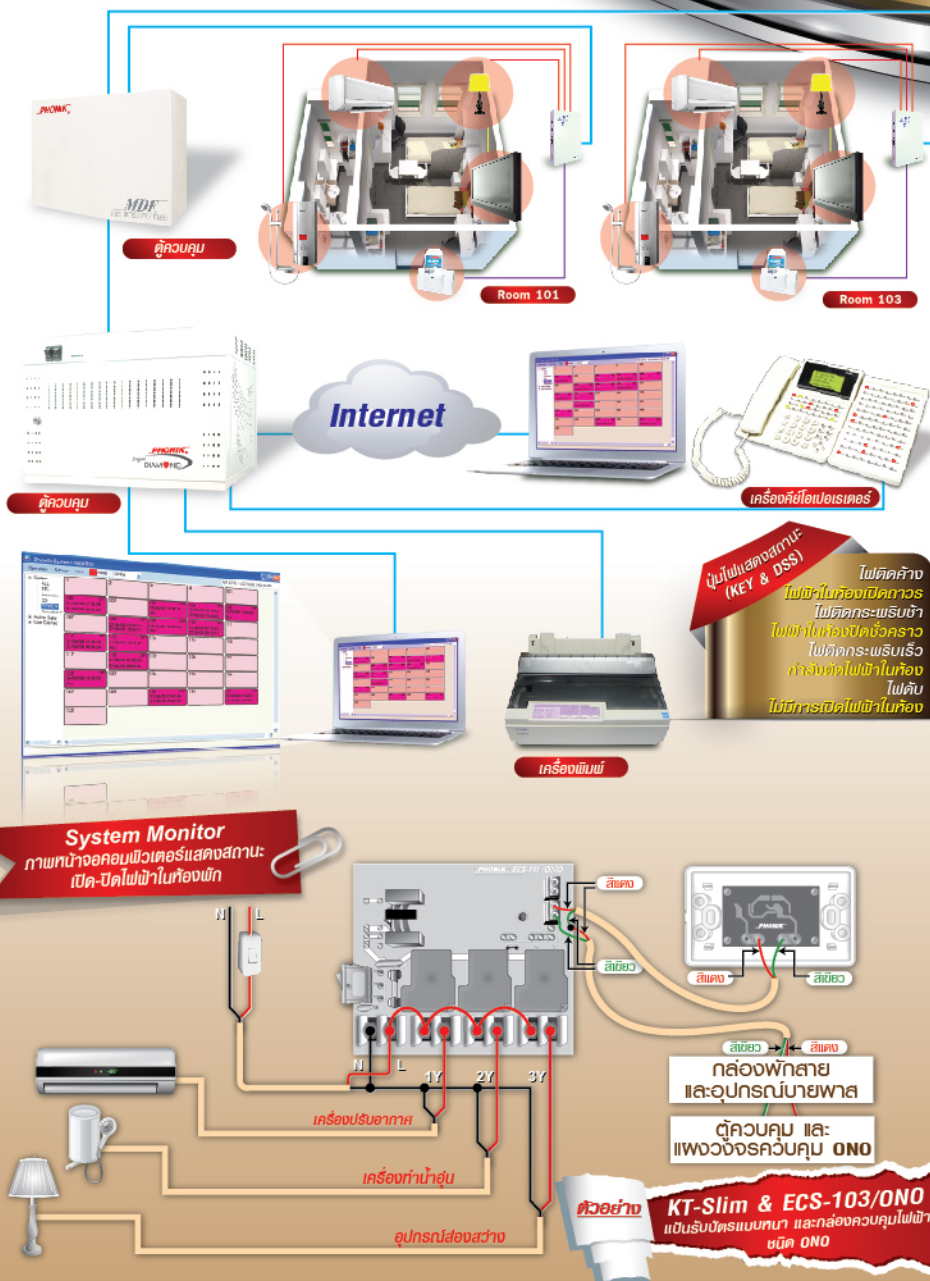 PHONIK
MDF
ตู้ควบคุม
Room 101
Room 103
Internet
PHONIK
Super
DIAMOND
ตู้ควบคุม
เครื่องคีย์โอเปอเรเตอร์
ปุ่มไฟแสดงสถานะ
(KEY & DSS)
ไฟติดค้าง
ไฟฟ้าในห้องเปิดถาวร
ไฟติดกระพริบช้า
ไฟฟ้าในห้องปิดชั่วคราว
ไฟติดกระพริบเร็ว
กำลังตัดไฟฟ้าในห้อง
ไฟดับ
ไม่มีการเปิดไฟฟ้าในห้อง
เครื่องพิมพ์
System Monitor
ภาพหน้าจอคอมพิวเตอร์แสดงสถานะ
เปิด-ปิดไฟฟ้าในห้องพัก
N L
PHONIK ECS-103/ONO
สีแดง
สีเขียว
PHONIK
สีแดง
สีเขียว
สีเขียว
สีแดง
กล่องพักสาย
และอุปกรณ์บายพาส
ตู้ควบคุม และ
แผงวงจรควบคุม ONO
N L 1Y 2Y 3Y
เครื่องปรับอากาศ
เครื่องทำน้ำอุ่น
อุปกรณ์ส่องสว่าง
ตัวอย่าง
KT-Slim & ECS-103/ONO
แป้นรับบัตรแบบหนา และกล่องควบคุมไฟฟ้า
ชนิด ONO